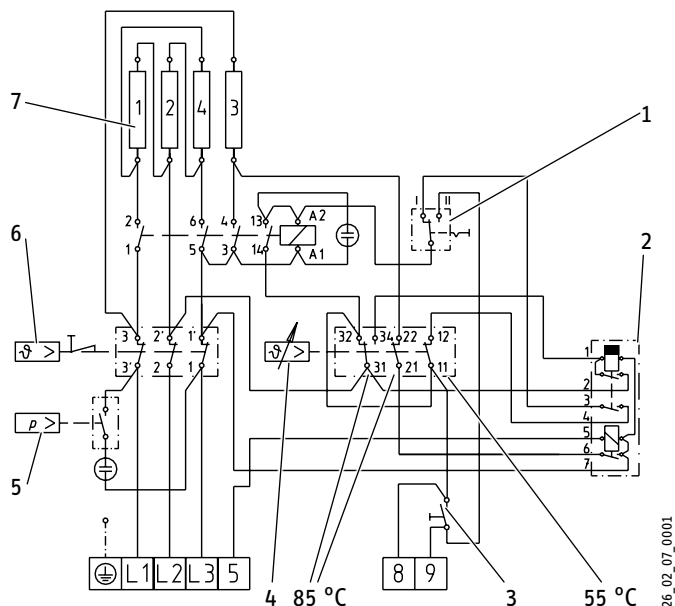 7
1 2 4 3
1
I II
2 6 4 13 A2
1 5 3 14 A1
6
2
3 2' 1' 32 34 22 12
ϑ > ϑ
3' 2 1 31 21 11
1
2
3
4
5
6
7
p >
5
L1 L2 L3 5 8 9
4 85 °C 3 55 °C
26_02_07_0001